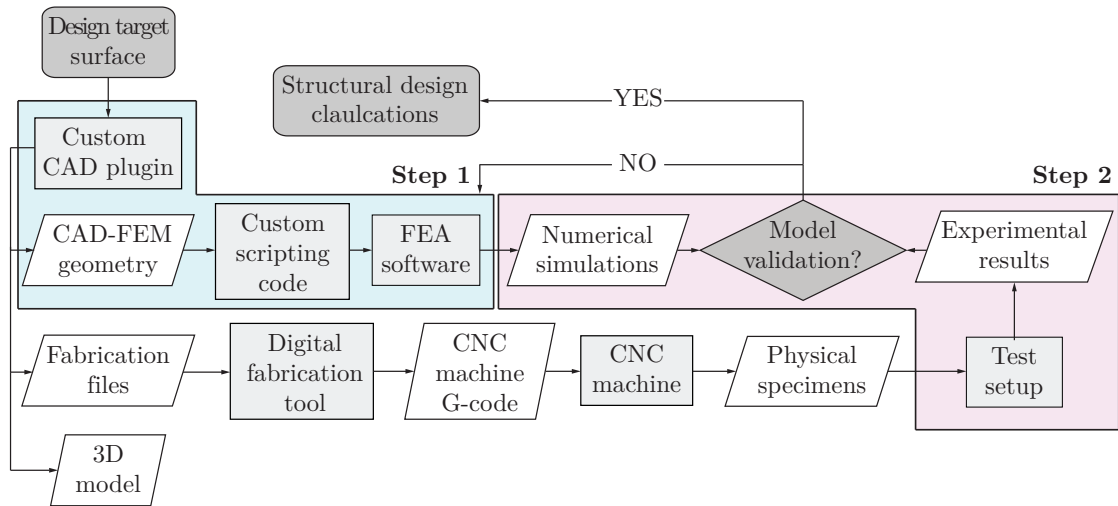 Design target
surface
Structural design
claulcations
YES
Custom
CAD plugin
NO
Step 1
Step 2
CAD-FEM
geometry
Custom
scripting
code
FEA
software
Numerical
simulations
Model
validation?
Experimental
results
Fabrication
files
Digital
fabrication
tool
CNC
machine
G-code
CNC
machine
Physical
specimens
Test
setup
3D
model